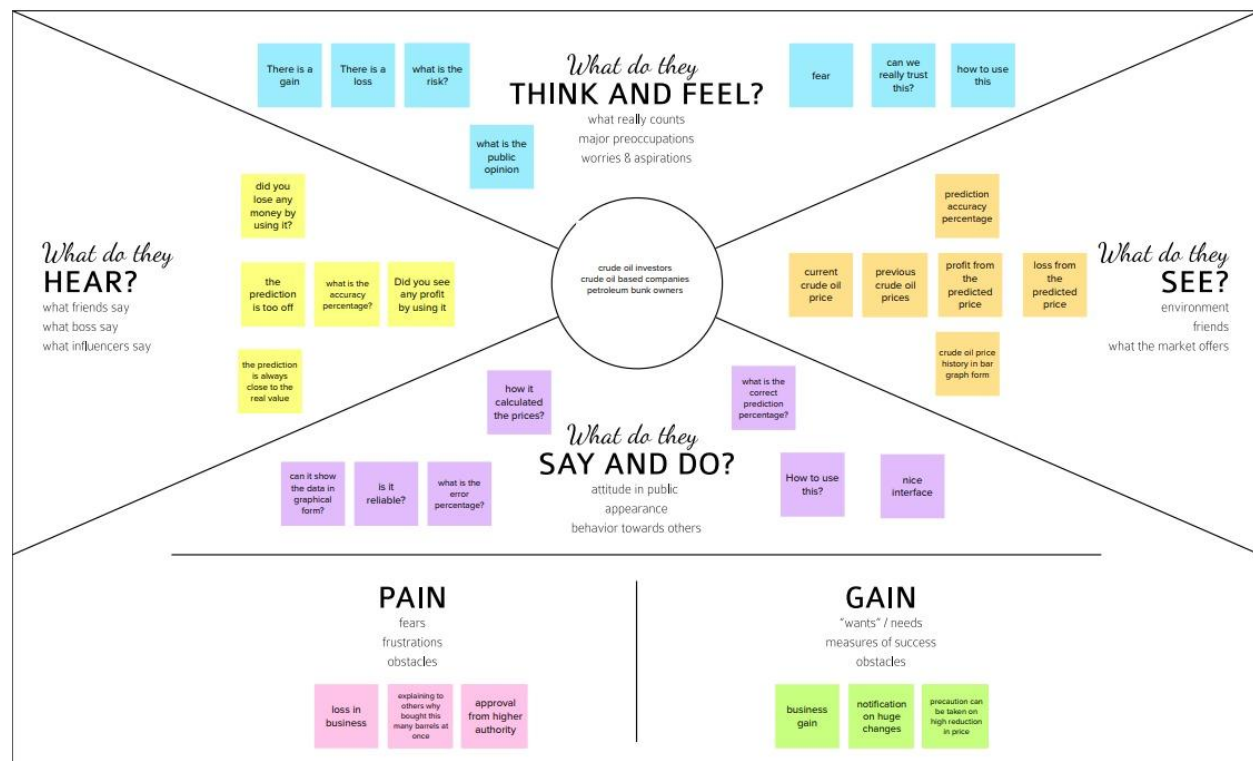 There is a
gain
There is a
loss
what is the
risk?
what is the
public
opinion
What do they
THINK AND FEEL?
what really counts
major preoccupations
worries & aspirations
fear
can we
really trust
this?
how to use
this
What do they
HEAR?
what friends say
what boss say
what influencers say
did you
lose any
money by
using it?
the
prediction
is too off
what is the
accuracy
percentage?
Did you see
any profit
by using it
the prediction
is always
close to the
real value
crude oil investors
crude oil based companies
petroleum bunk owners
prediction
accuracy
percentage
current
crude oil
price
previous
crude oil
prices
profit from
the
predicted
price
loss from
the
predicted
price
crude oil price
history in bar
graph form
What do they
SEE?
environment
friends
what the market offers
how it
calculated
the prices?
what is the
correct
prediction
percentage?
What do they
SAY AND DO?
attitude in public
appearance
behavior towards others
can it show
the data in
graphical
form?
is it
reliable?
what is the
error
percentage?
How to use
this?
nice
interface
PAIN
fears
frustrations
obstacles
loss in
business
explaining to
others why
bought this
many barrels at
once
approval
from higher
authority
GAIN
"wants" / needs
measures of success
obstacles
business
gain
notification
on huge
changes
precaution can
be taken on
high reduction
in price